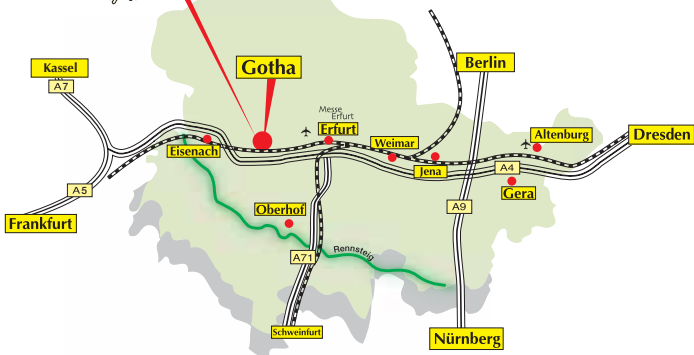 Kassel
A7
Gotha
Berlin
Messe
Erfurt
Erfurt
Weimar
Altenburg
Dresden
Eisenach
Jena
A4
A5
Gera
Frankfurt
Oberhof
A9
Rennsteig
A71
Schweinfurt
Nürnberg